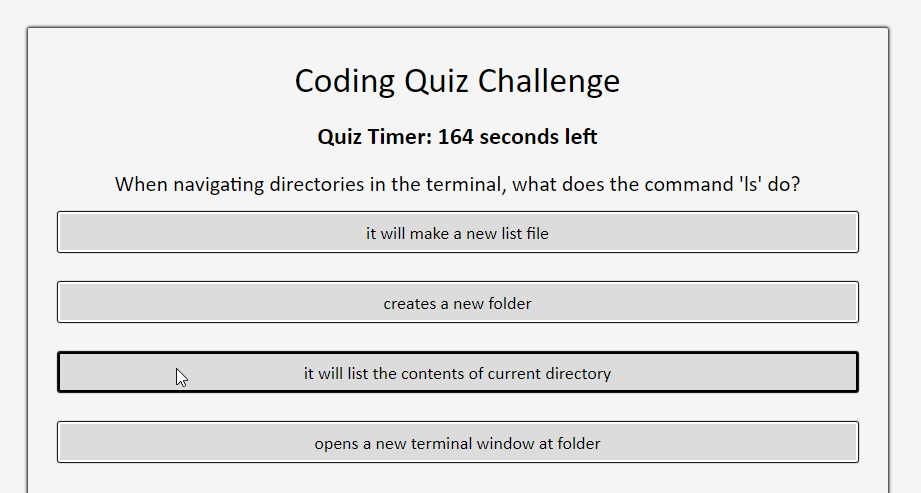 Coding Quiz Challenge
Quiz Timer: 164 seconds left
When navigating directories in the terminal, what does the command 'ls' do?
it will make a new list file
creates a new folder
it will list the contents of current directory
opens a new terminal window at folder